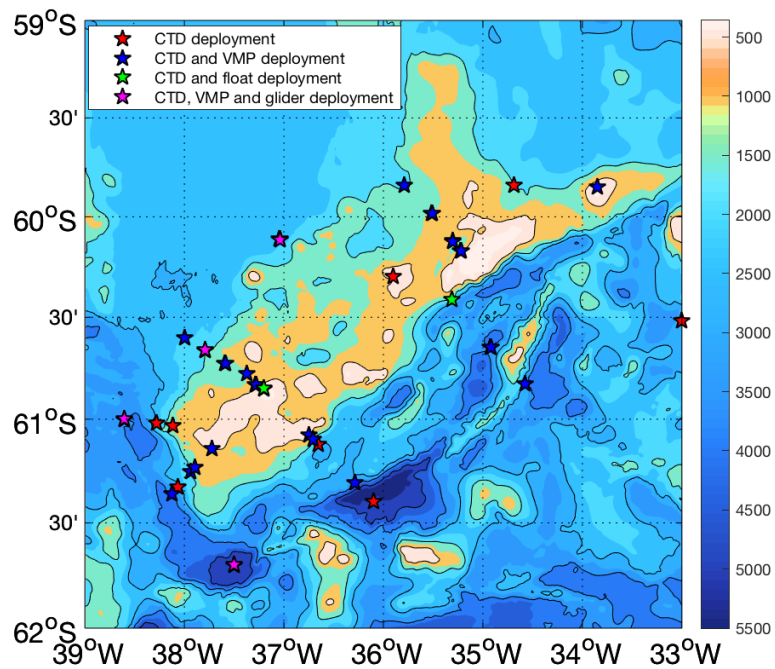 59°S
30'
60°S
30'
61°S
30'
62°S
CTD deployment
CTD and VMP deployment
CTD and float deployment
CTD, VMP and glider deployment
39°W
38°W
37°W
36°W
35°W
34°W
33°W
500
1000
1500
2000
2500
3000
3500
4000
4500
5000
5500